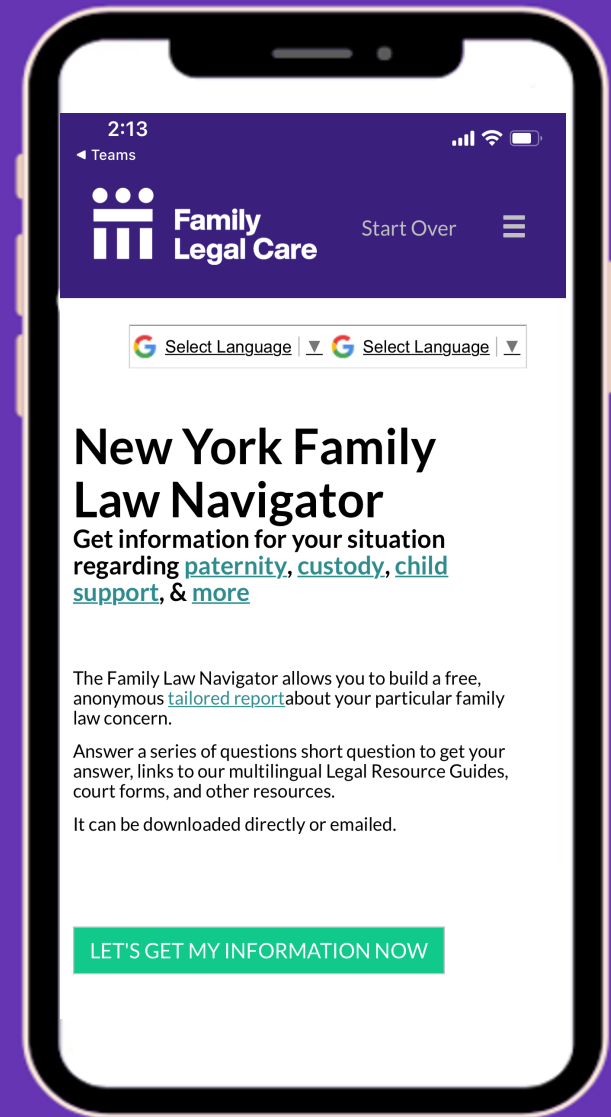 2:13
◀ Teams
Family
Legal Care
Start Over
Select Language ▼ Select Language ▼
New York Family
Law Navigator
Get information for your situation
regarding paternity, custody, child
support, & more
The Family Law Navigator allows you to build a free,
anonymous tailored reportabout your particular family
law concern.
Answer a series of questions short question to get your
answer, links to our multilingual Legal Resource Guides,
court forms, and other resources.
It can be downloaded directly or emailed.
LET'S GET MY INFORMATION NOW